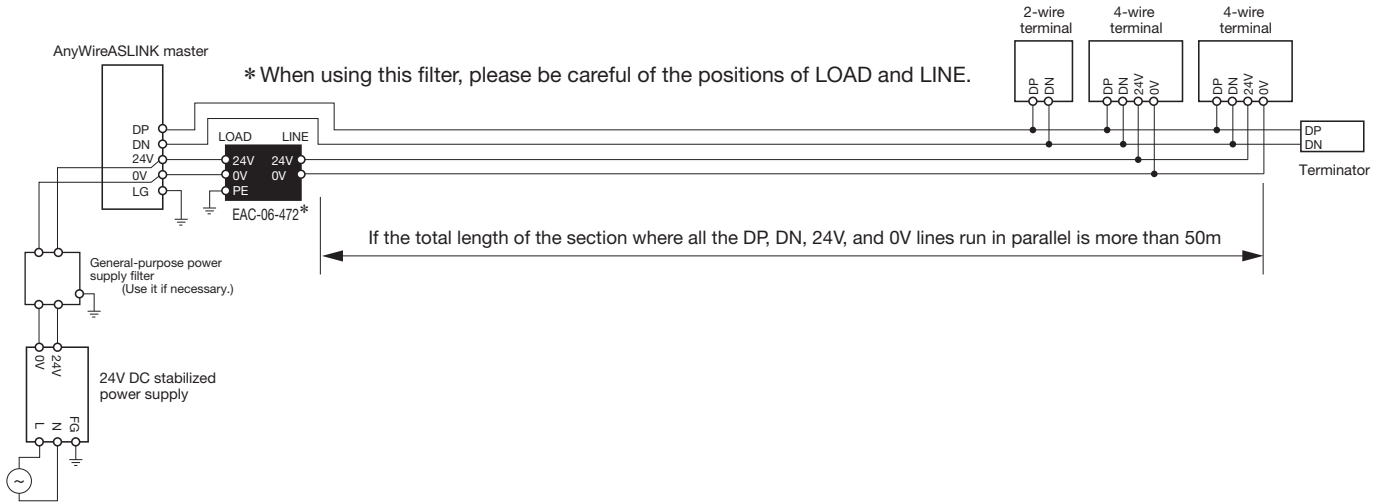 2-wire
terminal
4-wire
terminal
4-wire
terminal
AnyWireASLINK master
* When using this filter, please be careful of the positions of LOAD and LINE.
DP
DN
DP
DN
24V
0V
DP
DN
24V
0V
DP
DN
24V
0V
LG
LOAD
LINE
24V
24V
0V
0V
PE
EAC-06-472*
DP
DN
Terminator
If the total length of the section where all the DP, DN, 24V, and 0V lines run in parallel is more than 50m
General-purpose power
supply filter
(Use it if necessary.)
0V
24V
24V DC stabilized
power supply
L
N
FG
~